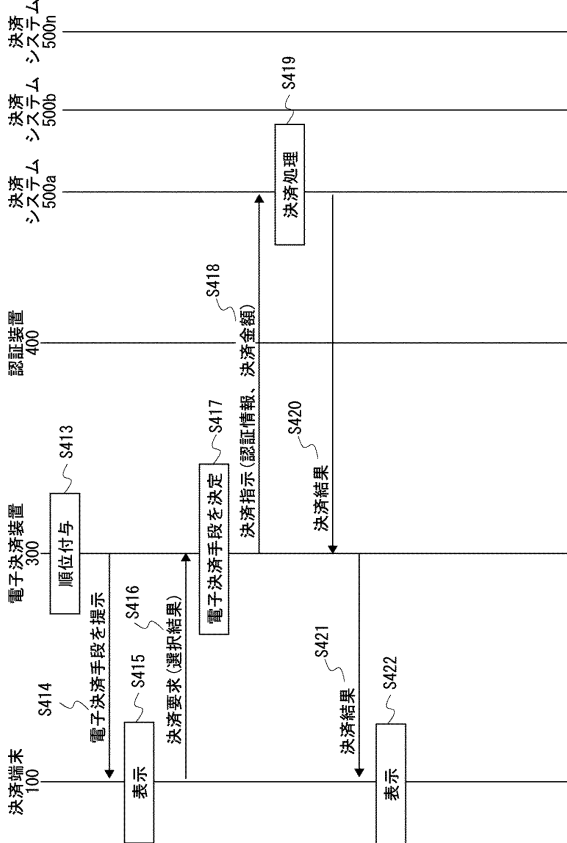 決済端末
100
電子決済装置
300
認証装置
400
決済
システム
500a
決済
システム
500b
決済
システム
500n
順位付与
S413
S414
電子決済手段を提示
表示
S415
S416
決済要求(選択結果)
電子決済手段を決定
S417
S418
決済指示(認証情報、決済金額)
決済処理
S419
S420
決済結果
S421
決済結果
表示
S422